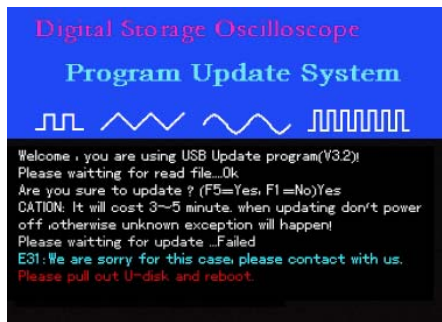 Digital Storage Oscilloscope
Program Update System
Welcome , you are using USB Update program(V3.2)!
Please waitting for read file....Ok
Are you sure to update ? (F5=Yes, F1 =No)Yes
CATION: It will cost 3~5 minute. when updating don't power
off ,otherwise unknown exception will happen!
Please waitting for update ...Failed
E31:We are sorry for this case, please contact with us.
Please pull out U-disk and reboot.